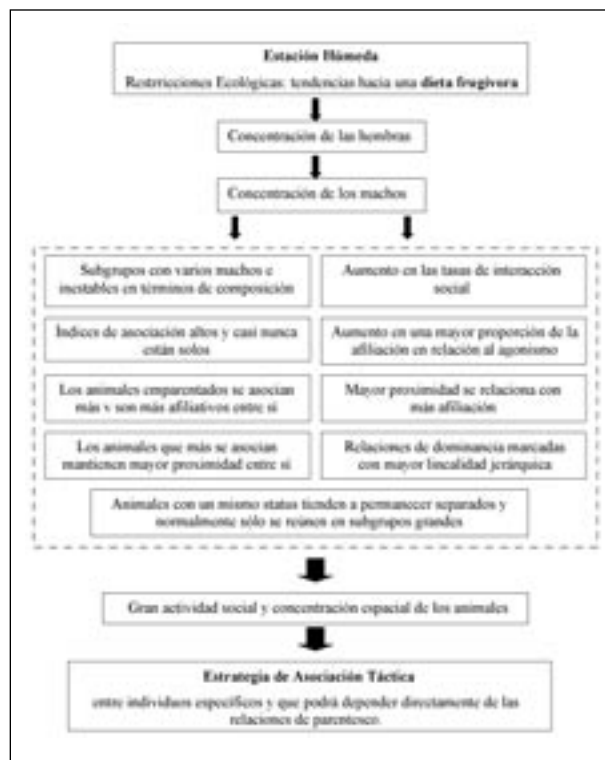 Estación Húmeda
Restrricciones Ecológicas: tendencias hacia una dieta frugívora
Concentración de las hembras
Concentración de los machos
Subgrupos con varios machos e
inestables en términos de composición
Índices de asociación altos y casi nunca
están solos
Los animales emparentados se asocian
más y son más afiliativos entre si
Los animales que más se asocian
mantienen mayor proximidad entre si
Aumento en las tasas de interacción
social
Aumento en una mayor proporción de la
afiliación en relación al agonismo
Mayor proximidad se relaciona con
más afiliación
Relaciones de dominancia marcadas
con mayor linealidad jerárquica
Animales con un mismo status tienden a permanecer separados y
normalmente sólo se reúnen en subgrupos grandes
Gran actividad social y concentración espacial de los animales
Estrategia de Asociación Táctica
entre individuos específicos y que podrá depender directamente de las
relaciones de parentesco.